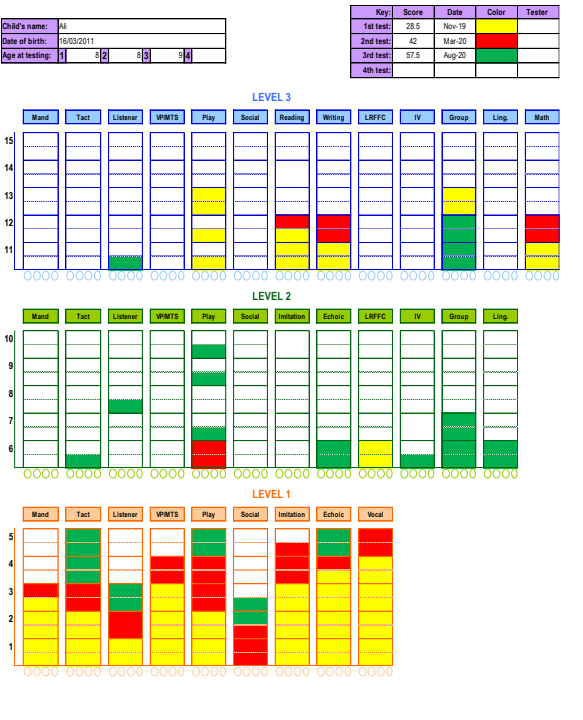 Child's name: Ali
Date of birth: 16/03/2011
Age at testing: 1 8 2 8 3 9 4
Key: Score Date Color Tester
1st test: 28.5 Nov-19
2nd test: 42 Mar-20
3rd test: 57.5 Aug-20
4th test:
LEVEL 3
Mand Tact Listener VP/MTS Play Social Reading Writing LRFFC IV Group Ling. Math
15
14
13
12
11
LEVEL 2
Mand Tact Listener VP/MTS Play Social Imitation Echoic LRFFC IV Group Ling.
10
9
8
7
6
LEVEL 1
Mand Tact Listener VP/MTS Play Social Imitation Echoic Vocal
5
4
3
2
1